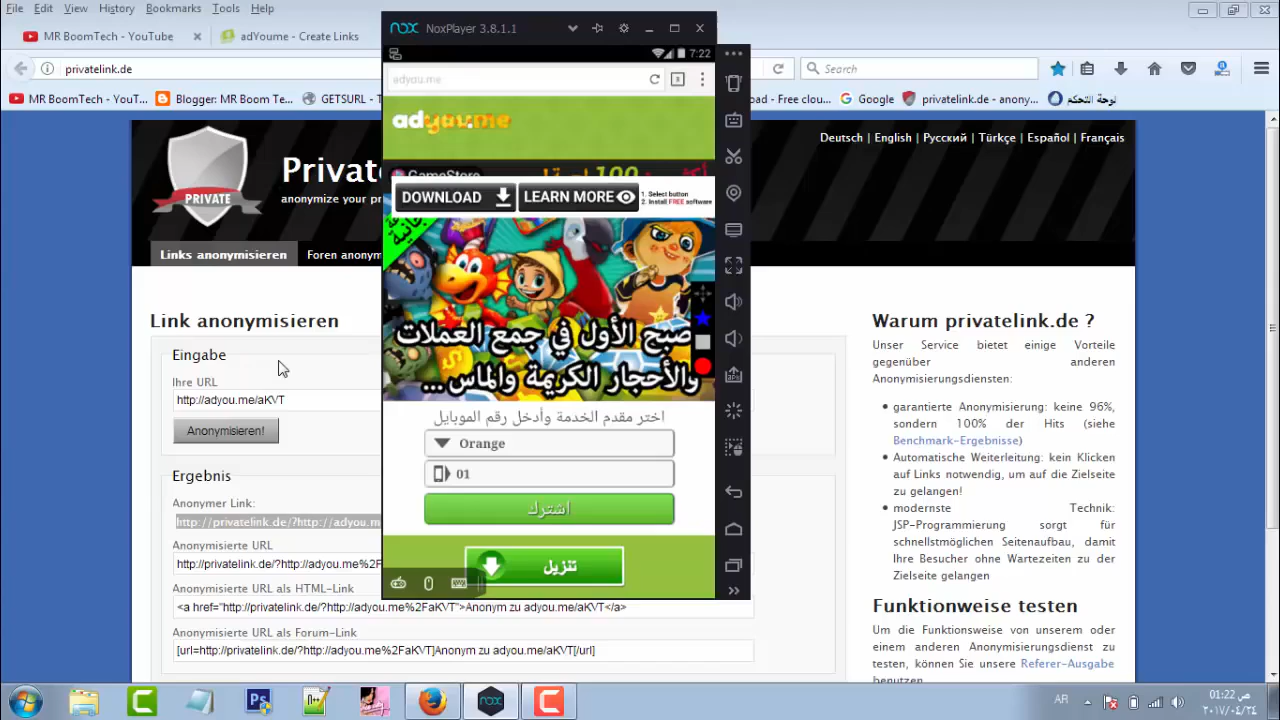 File Edit View History Bookmarks Tools Help
MR BoomTech - YouTube
adYoume - Create Links
privatelink.de
Search
MR BoomTech - YouT...
Blogger: MR BoomTe...
GETSURL:
oad - Free clou...
Google
privatelink.de - anony...
لوحة التحكم
NoxPlayer 3.8.1.1
7:22
adyou.me
adyou.me
GameStore
DOWNLOAD
LEARN MORE
1. Select button
2. Install FREE software
صبح الأول في جمع العملات
والأحجار الكريمة والماس...
اختر مقدم الخدمة وأدخل رقم الموبايل
Orange
01
اشترك
تنزيل
PRIVATE
Priva
anonymize your p
Deutsch | English | Русский | Türkçe | Español | Français
Links anonymisieren
Foren anonym
Link anonymisieren
Eingabe
Ihre URL
http://adyou.me/aKVT
Anonymisieren!
Ergebnis
Anonymer Link:
http://privatelink.de/?http://adyou.m
Anonymisierte URL
http://privatelink.de/?http://adyou.me%2F
Anonymisierte URL als HTML-Link
<a href="http://privatelink.de/?http://adyou.me%2FaKVT">Anonym zu adyou.me/aKVT</a>
Anonymisierte URL als Forum-Link
[url=http://privatelink.de/?http://adyou.me%2FaKVT]Anonym zu adyou.me/aKVT[/url]
Warum privatelink.de ?
Unser Service bietet einige Vorteile
gegenüber anderen
Anonymisierungsdiensten:
garantierte Anonymisierung: keine 96%,
sondern 100% der Hits (siehe
Benchmark-Ergebnisse)
Automatische Weiterleitung: kein Klicken
auf Links notwendig, um auf die Zielseite
zu gelangen!
modernste Technik:
JSP-Programmierung sorgt für
schnellstmöglichen Seitenaufbau, damit
Ihre Besucher ohne Wartezeiten zu der
Zielseite gelangen
Funktionweise testen
Um die Funktionsweise von unserem oder
einem anderen Anonymisierungsdienst zu
testen, können Sie unsere Referer-Ausgabe
benutzen
AR
01:22 ص
٢٠١٧/٠٤/٢٤